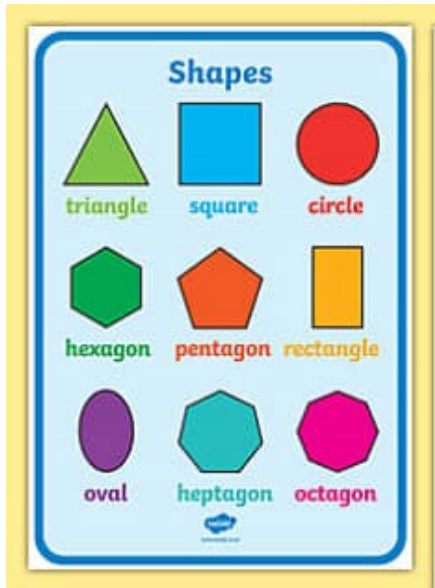 Shapes
triangle square circle
hexagon pentagon rectangle
oval heptagon octagon